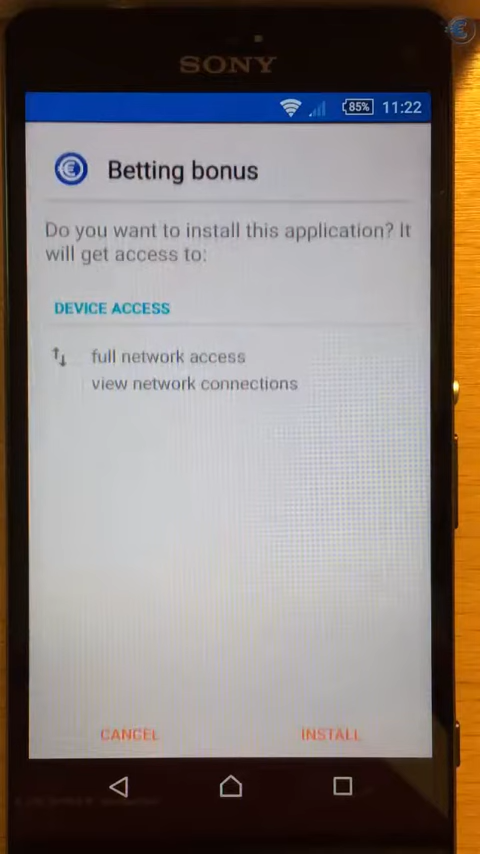 SONY
85% 11:22
Betting bonus
Do you want to install this application? It
will get access to:
DEVICE ACCESS
full network access
view network connections
CANCEL INSTALL